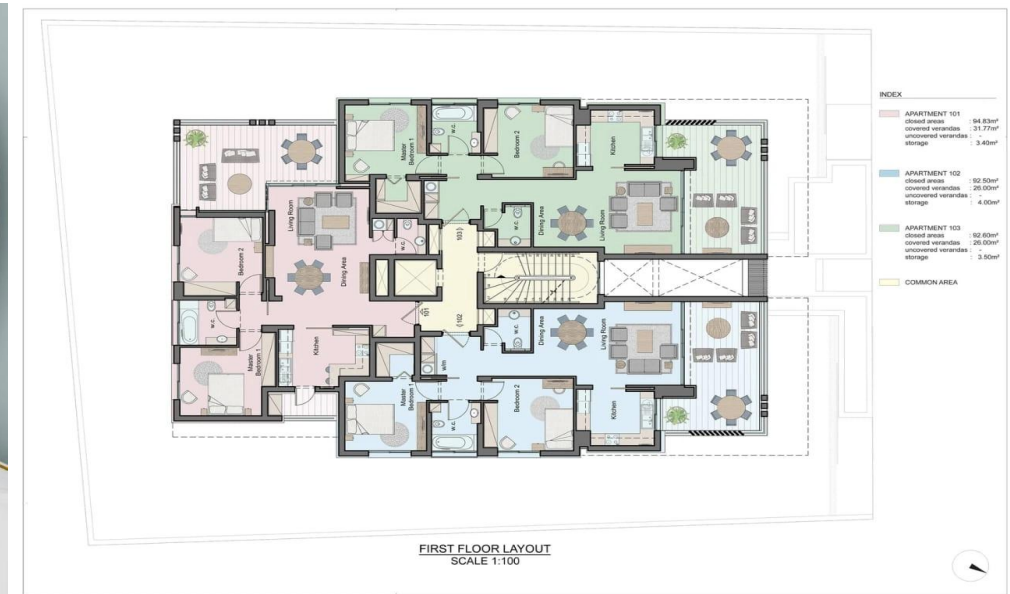 INDEX
APARTMENT 101
closed areas : 94.83m²
covered verandas : 31.77m²
uncovered verandas : -
storage : 3.40m²
APARTMENT 102
closed areas : 92.50m²
covered verandas : 26.00m²
uncovered verandas : -
storage : 4.00m²
APARTMENT 103
closed areas : 92.60m²
covered verandas : 26.00m²
uncovered verandas : -
storage : 3.50m²
COMMON AREA
Master
Bedroom 1
w.c.
Bedroom 2
Kitchen
Living Room
Dining Area
w.c.
103
Living Room
Dining Area
w.c.
Bedroom 2
w.c.
Master
Bedroom 1
Kitchen
101
102
w.c.
Dining Area
Living Room
w/m
Master
Bedroom 1
w.c.
Bedroom 2
Kitchen
FIRST FLOOR LAYOUT
SCALE 1:100